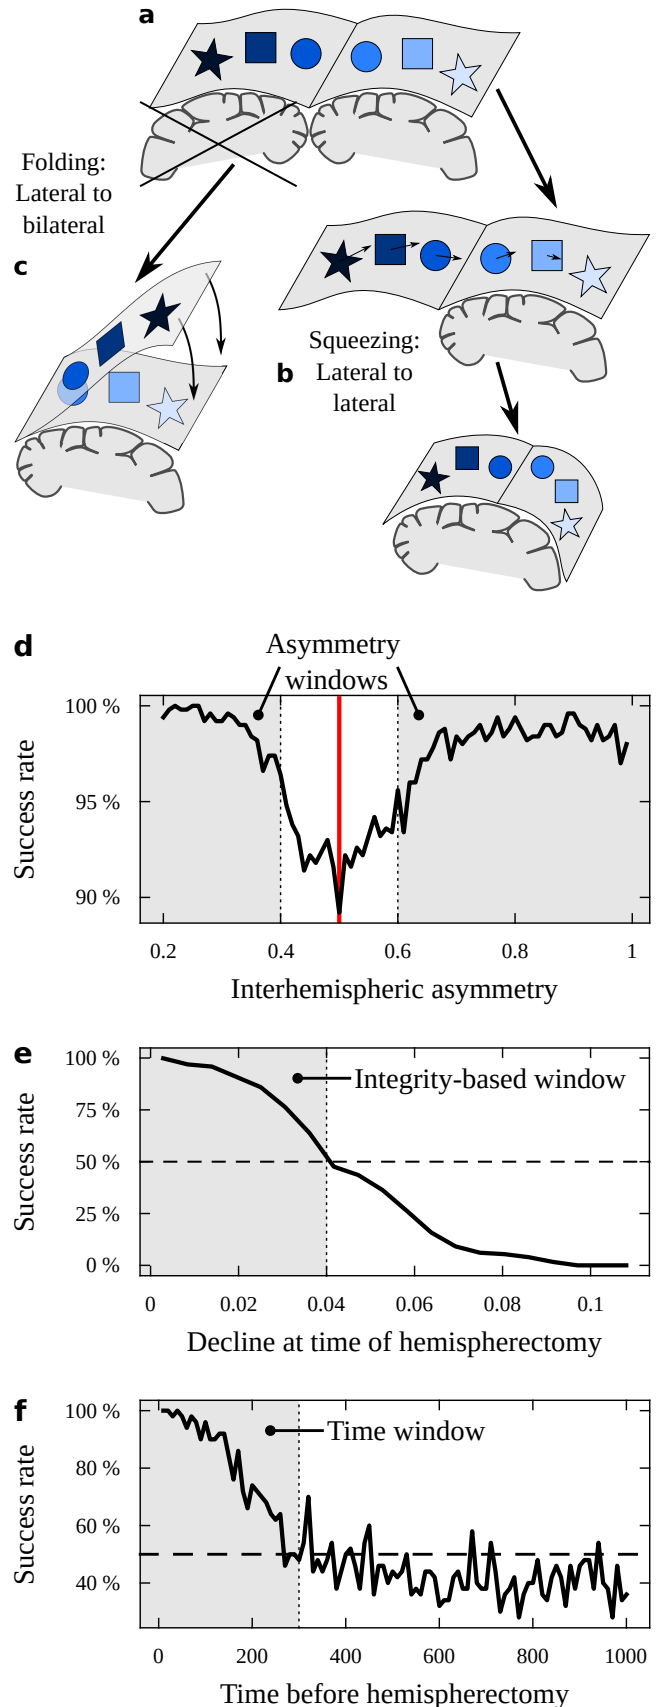 a
Folding:
Lateral to
bilateral
c
Squeezing:
b Lateral to
lateral
d
Asymmetry
windows
100 %
95 %
90 %
Success rate
0.2 0.4 0.6 0.8 1
Interhemispheric asymmetry
e
100 %
Integrity-based window
75 %
50 %
25 %
0 %
Success rate
0 0.02 0.04 0.06 0.08 0.1
Decline at time of hemispherectomy
f
100 %
Time window
80 %
60 %
40 %
Success rate
0 200 400 600 800 1000
Time before hemispherectomy